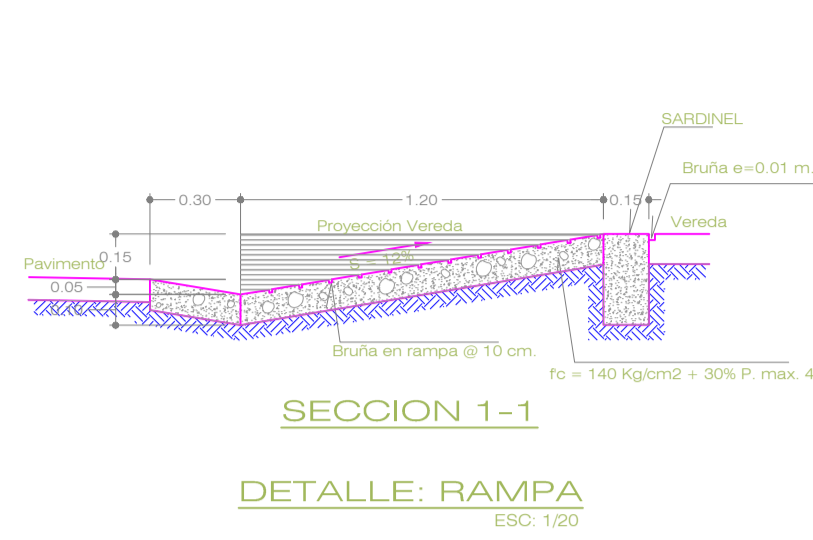 SARDINEL
Bruña e=0.01 m.
0.30
1.20
0.15
Proyección Vereda
Vereda
Pavimento
0.15
S = 12%
0.05
0.10
Bruña en rampa @ 10 cm.
f'c = 140 Kg/cm2 + 30% P. max. 4
SECCION 1-1
DETALLE: RAMPA
ESC: 1/20